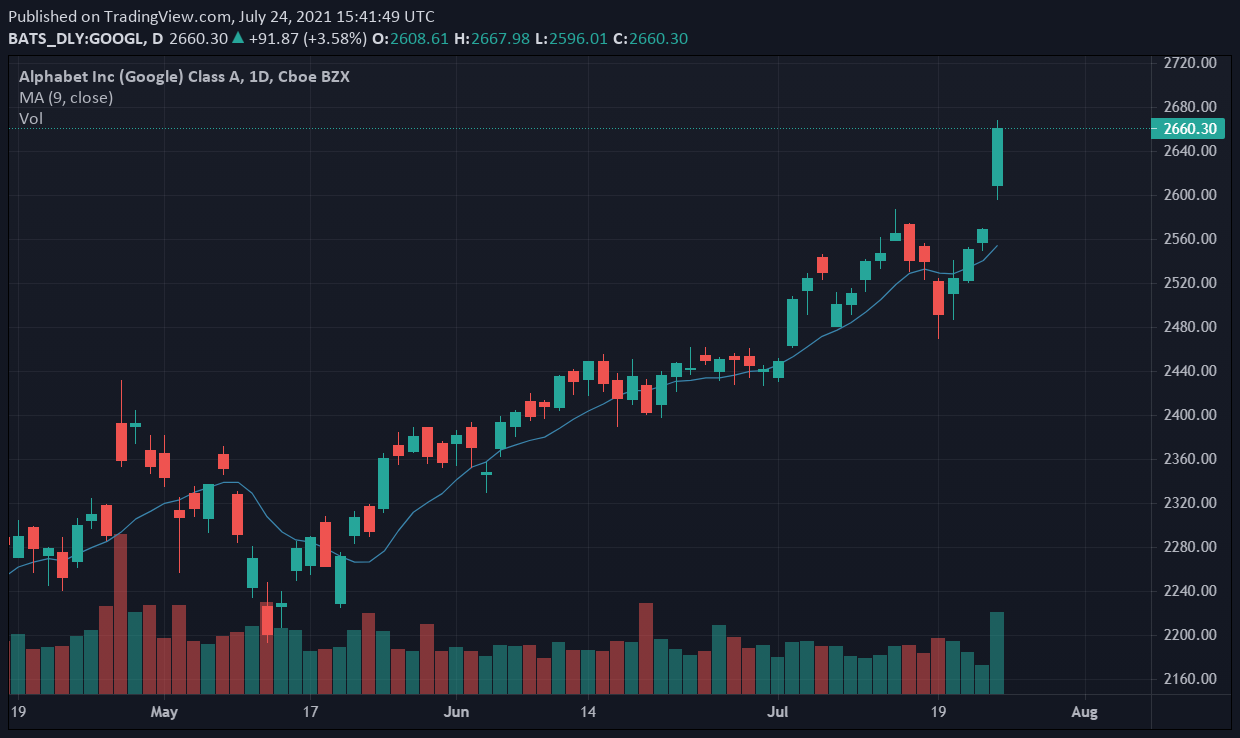 Published on TradingView.com, July 24, 2021 15:41:49 UTC
BATS_DLY:GOOGL, D 2660.30 ▲ +91.87 (+3.58%) O:2608.61 H:2667.98 L:2596.01 C:2660.30
Alphabet Inc (Google) Class A, 1D, Cboe BZX
MA (9, close)
Vol
2720.00
2680.00
2660.30
2640.00
2600.00
2560.00
2520.00
2480.00
2440.00
2400.00
2360.00
2320.00
2280.00
2240.00
2200.00
2160.00
19 May 17 Jun 14 Jul 19 Aug